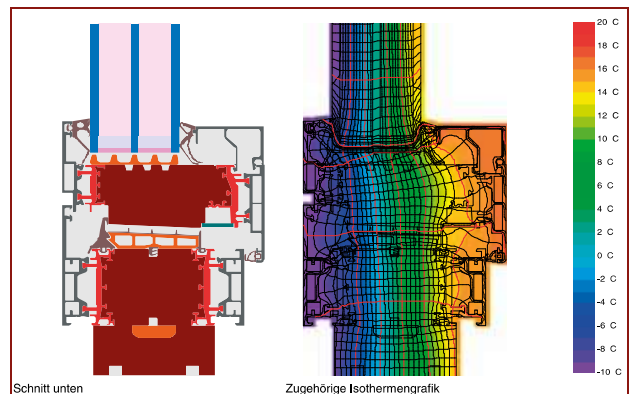 20 C
18 C
16 C
14 C
12 C
10 C
8 C
6 C
4 C
2 C
0 C
-2 C
-4 C
-6 C
-8 C
-10 C
Schnitt unten
Zugehörige Isothermengrafik